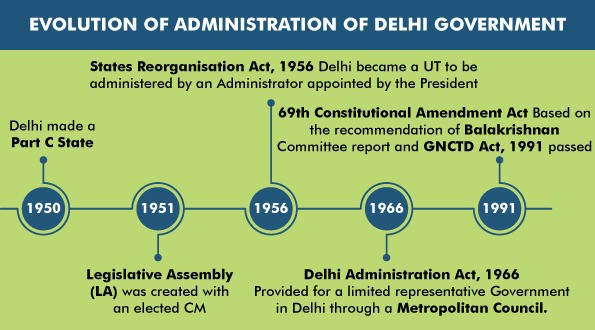 EVOLUTION OF ADMINISTRATION OF DELHI GOVERNMENT
States Reorganisation Act, 1956 Delhi became a UT to be
administered by an Administrator appointed by the President
69th Constitutional Amendment Act Based on
the recommendation of Balakrishnan
Committee report and GNCTD Act, 1991 passed
Delhi made a
Part C State
1950
1951
1956
1966
1991
Legislative Assembly
(LA) was created with
an elected CM
Delhi Administration Act, 1966
Provided for a limited representative Government
in Delhi through a Metropolitan Council.